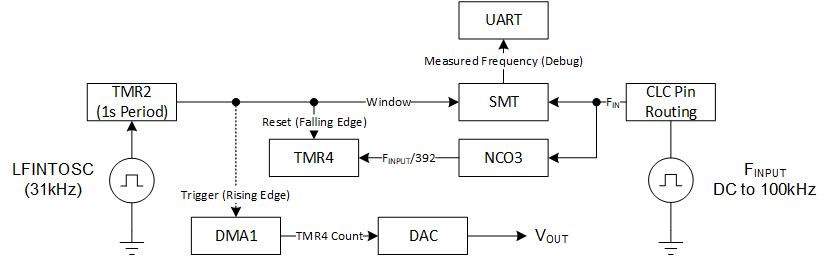 UART
Measured Frequency (Debug)
TMR2
(1s Period)
Window
SMT
FIN
CLC Pin
Routing
Reset (Falling Edge)
TMR4
FINPUT/392
NCO3
LFINTOSC
(31kHz)
FINPUT
DC to 100kHz
Trigger (Rising Edge)
DMA1
TMR4 Count
DAC
VOUT